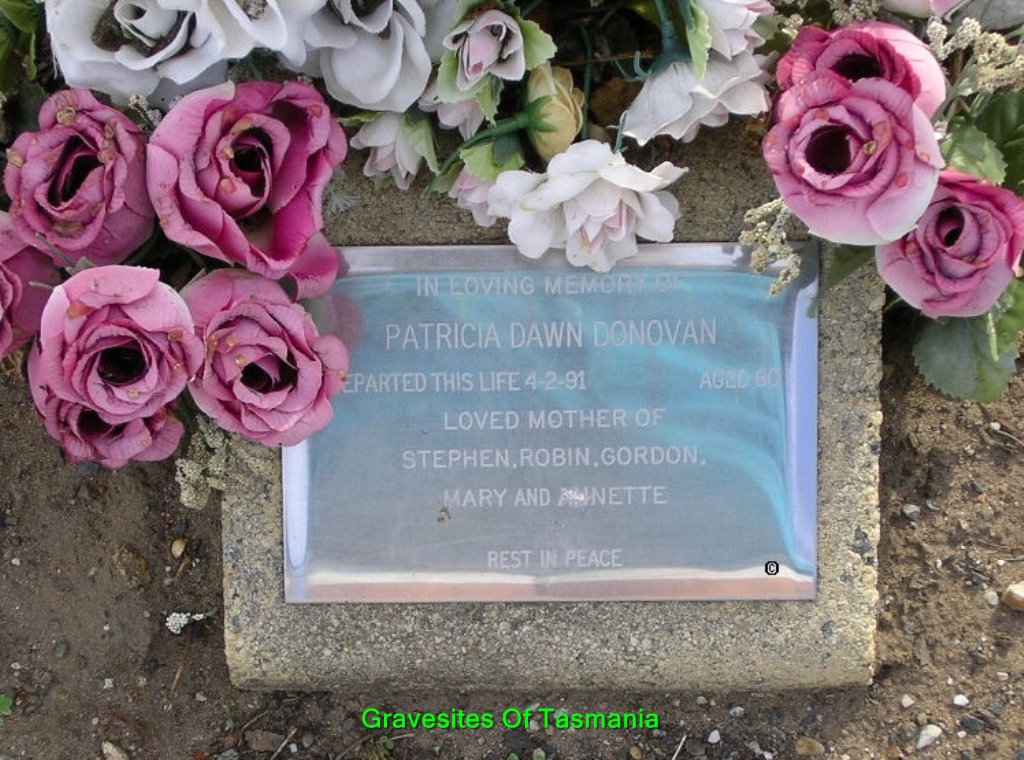 IN LOVING MEMORY OF
PATRICIA DAWN DONOVAN
EPARTED THIS LIFE 4-2-91 AGED 60
LOVED MOTHER OF
STEPHEN, ROBIN, GORDON,
MARY AND ANNETTE
REST IN PEACE
©
Gravesites Of Tasmania